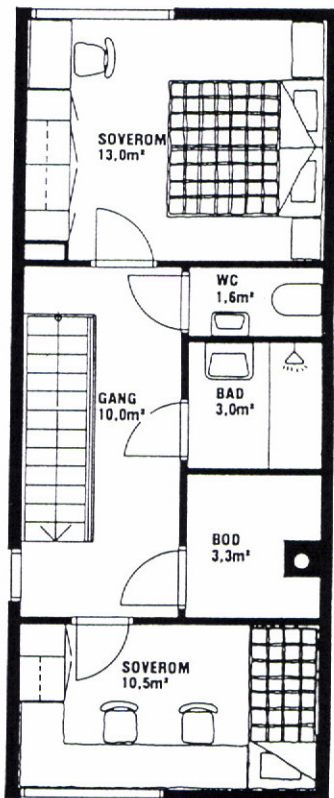 SOVEROM
13,0m²
WC
1,6m²
GANG
10,0m²
BAD
3,0m²
BOD
3,3m²
SOVEROM
10,5m²